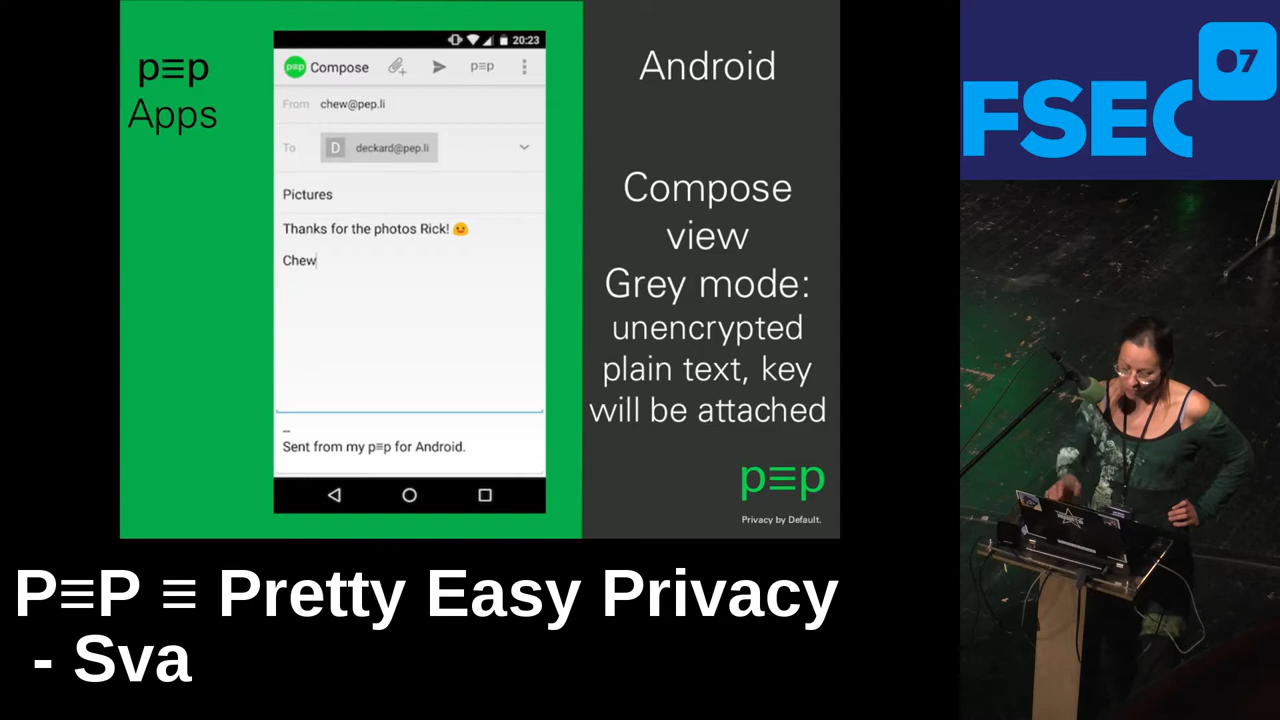 p≡p
Apps
20:23
p≡p Compose p≡p
From chew@pep.li
To D deckard@pep.li
Pictures
Thanks for the photos Rick! 😉
Chew
--
Sent from my p≡p for Android.
Android
Compose
view
Grey mode:
unencrypted
plain text, key
will be attached
p≡p
Privacy by Default.
FSEC
07
P≡P ≡ Pretty Easy Privacy
- Sva